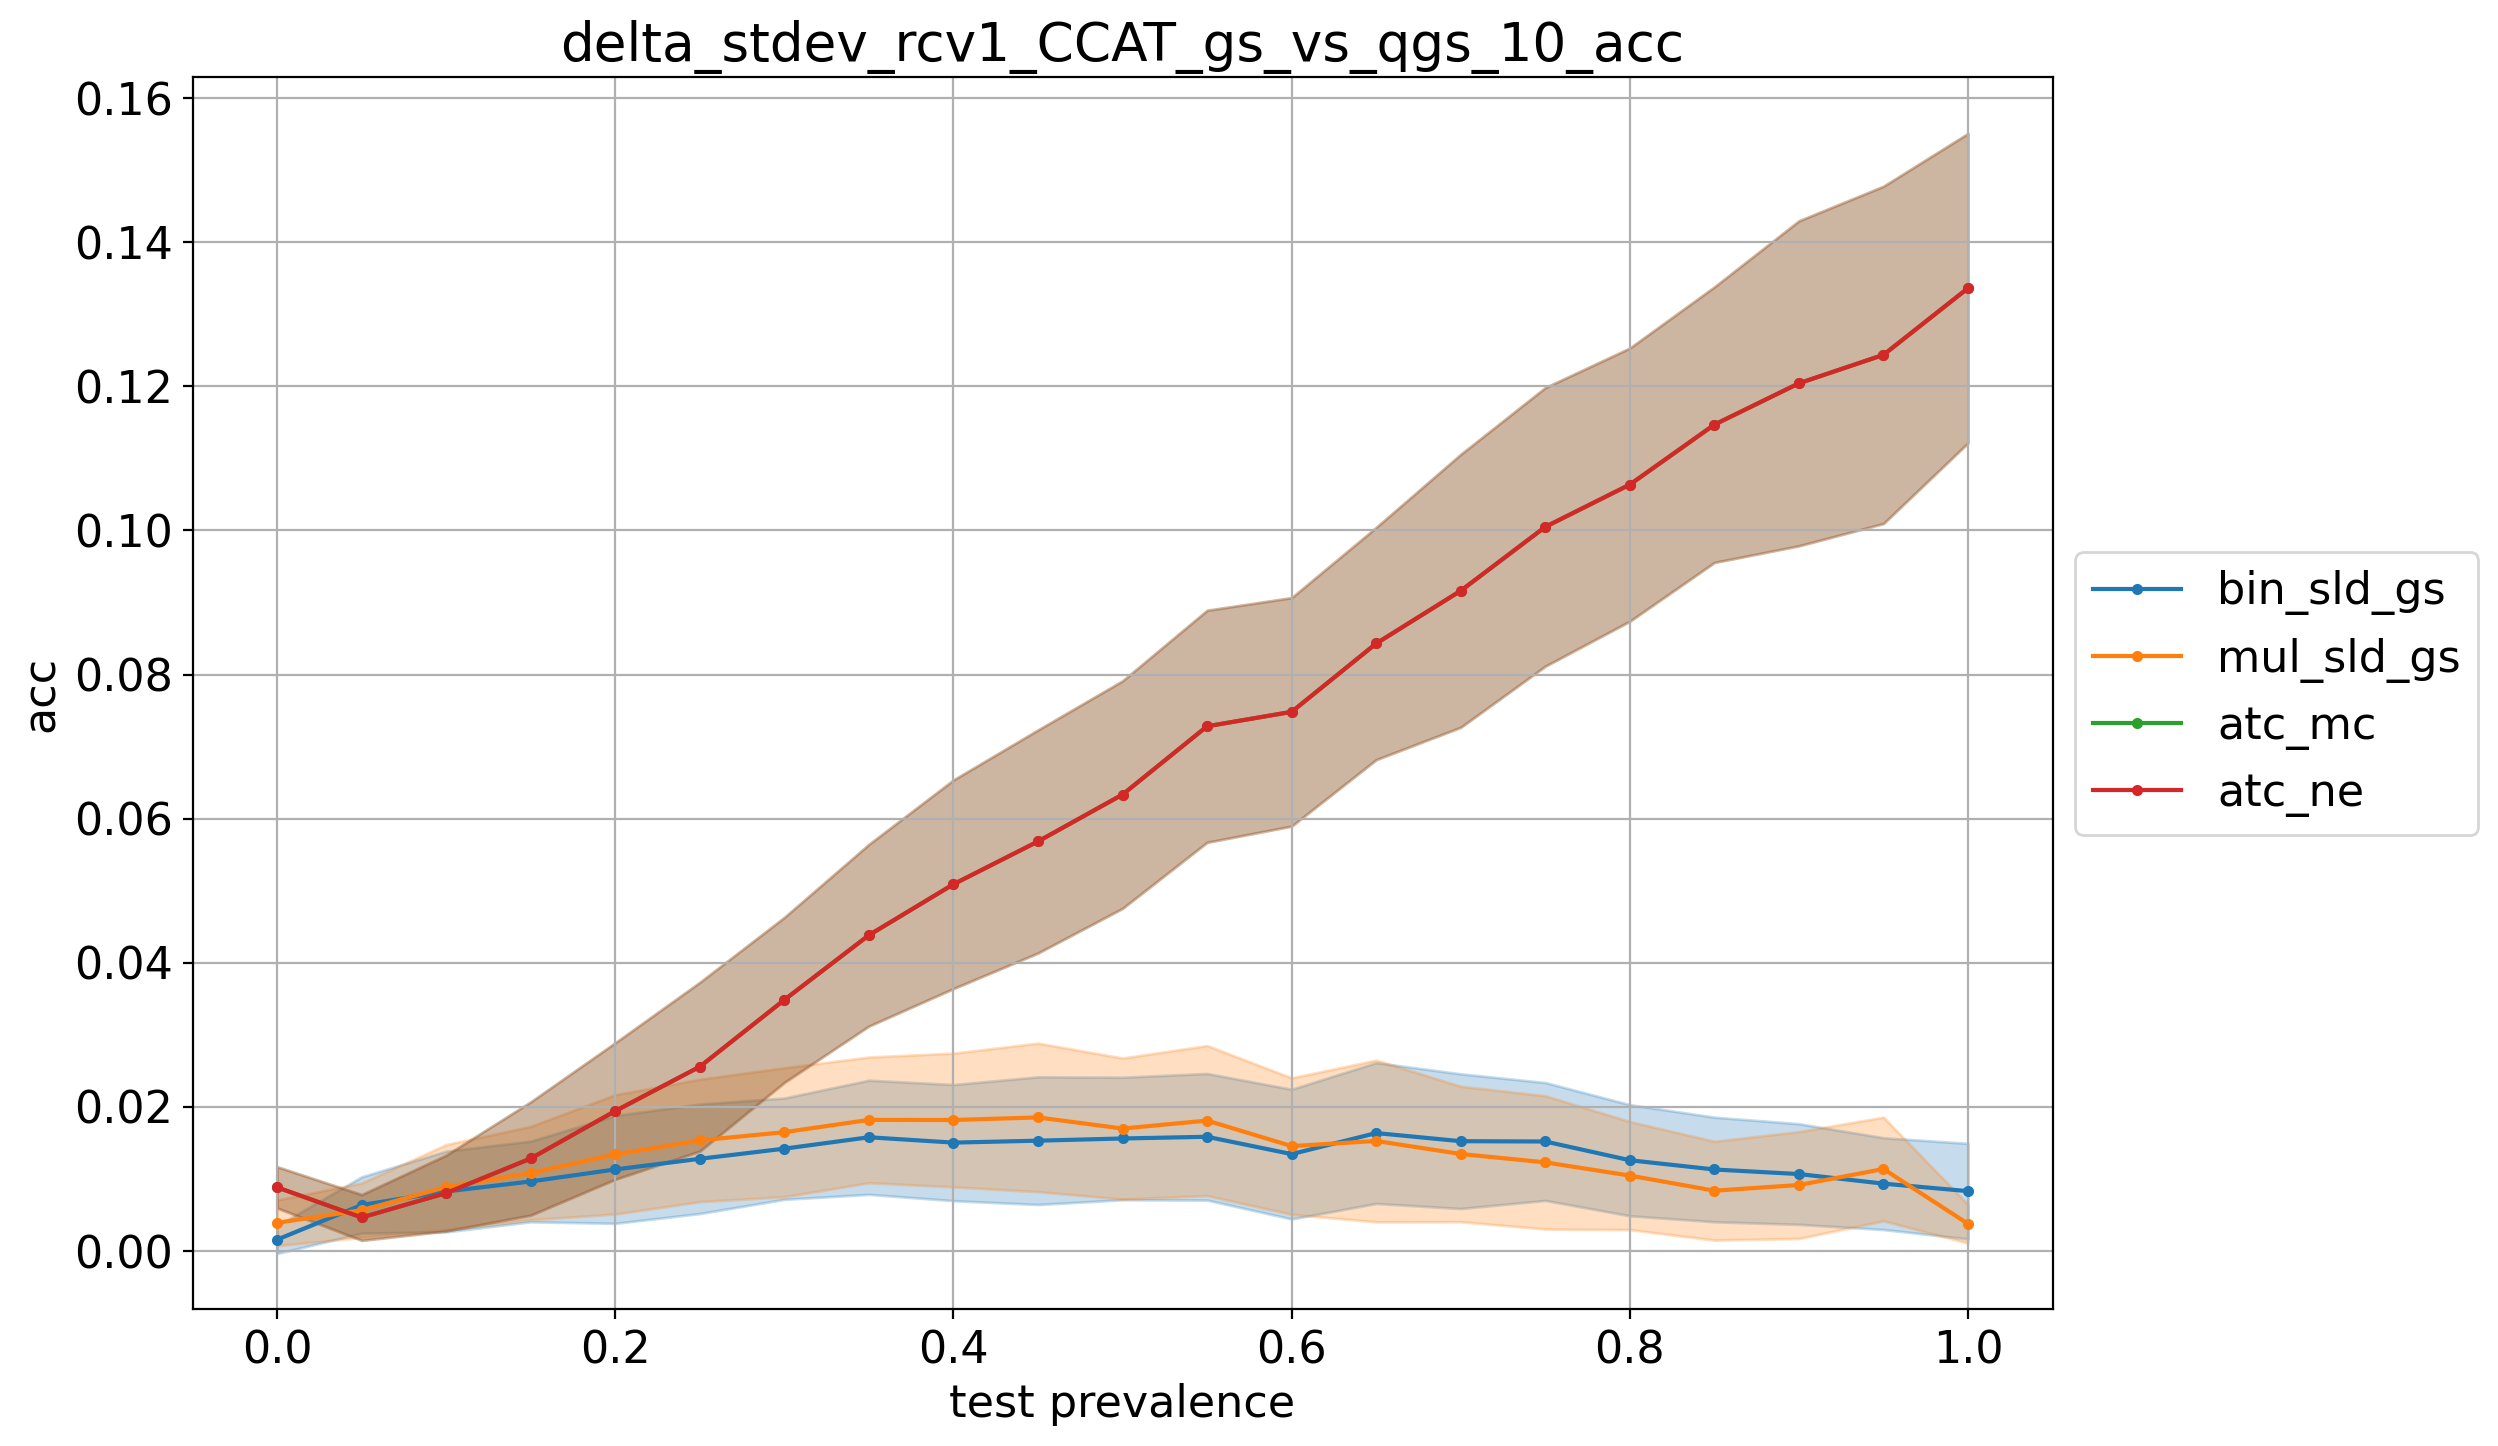 delta_stdev_rcv1_CCAT_gs_vs_qgs_10_acc
0.16
0.14
0.12
0.10
0.08
0.06
0.04
0.02
0.00
acc
0.0 0.2 0.4 0.6 0.8 1.0
test prevalence
bin_sld_gs
mul_sld_gs
atc_mc
atc_ne